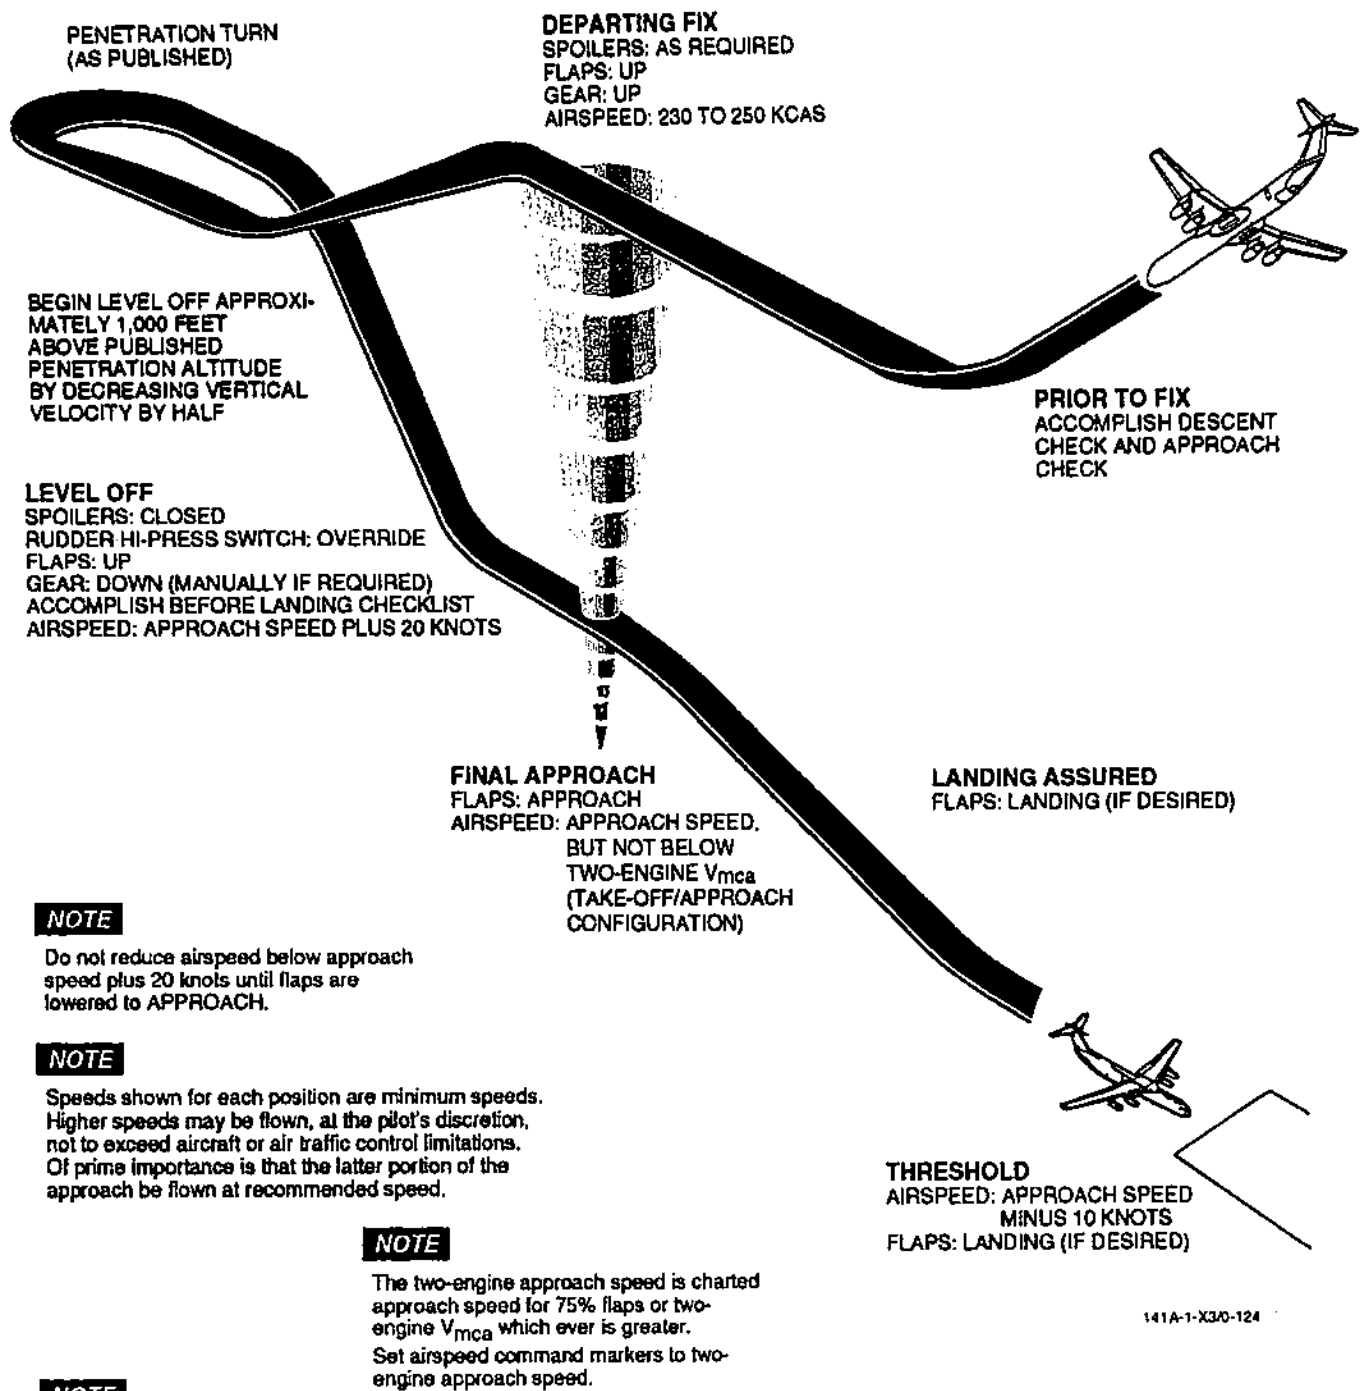 PENETRATION TURN
(AS PUBLISHED)
DEPARTING FIX
SPOILERS: AS REQUIRED
FLAPS: UP
GEAR: UP
AIRSPEED: 230 TO 250 KCAS
BEGIN LEVEL OFF APPROXI-
MATELY 1,000 FEET
ABOVE PUBLISHED
PENETRATION ALTITUDE
BY DECREASING VERTICAL
VELOCITY BY HALF
PRIOR TO FIX
ACCOMPLISH DESCENT
CHECK AND APPROACH
CHECK
LEVEL OFF
SPOILERS: CLOSED
RUDDER HI-PRESS SWITCH: OVERRIDE
FLAPS: UP
GEAR: DOWN (MANUALLY IF REQUIRED)
ACCOMPLISH BEFORE LANDING CHECKLIST
AIRSPEED: APPROACH SPEED PLUS 20 KNOTS
FINAL APPROACH
FLAPS: APPROACH
AIRSPEED: APPROACH SPEED,
BUT NOT BELOW
TWO-ENGINE Vmca
(TAKE-OFF/APPROACH
CONFIGURATION)
LANDING ASSURED
FLAPS: LANDING (IF DESIRED)
NOTE
Do not reduce airspeed below approach
speed plus 20 knots until flaps are
lowered to APPROACH.
NOTE
Speeds shown for each position are minimum speeds.
Higher speeds may be flown, at the pilot's discretion,
not to exceed aircraft or air traffic control limitations.
Of prime importance is that the latter portion of the
approach be flown at recommended speed.
THRESHOLD
AIRSPEED: APPROACH SPEED
MINUS 10 KNOTS
FLAPS: LANDING (IF DESIRED)
NOTE
The two-engine approach speed is charted
approach speed for 75% flaps or two-
engine Vmca which ever is greater.
Set airspeed command markers to two-
engine approach speed.
141A-1-X3/0-124
NOTE